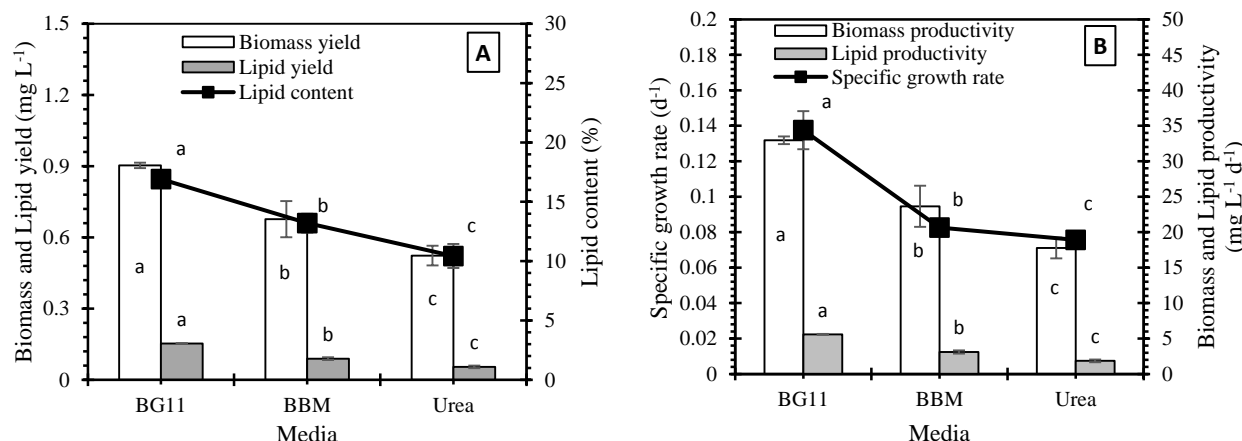 A
Biomass yield
Lipid yield
Lipid content
Biomass and Lipid yield (mg L-1)
1.5
1.2
0.9
0.6
0.3
0
a
b
c
a
b
c
a
b
c
30
25
20
15
10
5
0
Lipid content (%)
BG11 BBM Urea
Media
B
Biomass productivity
Lipid productivity
Specific growth rate
Specific growth rate (d-1)
0.2
0.18
0.16
0.14
0.12
0.1
0.08
0.06
0.04
0.02
0
a
b
c
a
b
c
a
b
c
50
45
40
35
30
25
20
15
10
5
0
Biomass and Lipid productivity
(mg L-1 d-1)
BG11 BBM Urea
Media